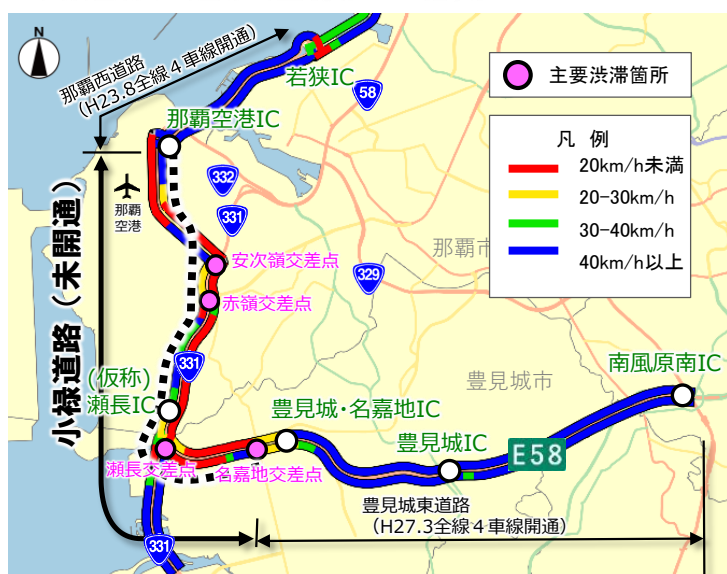 N
那覇西道路
(H23.8全線４車線開通)
若狭IC
58
主要渋滞箇所
那覇空港IC
凡 例
20km/h未満
20-30km/h
30-40km/h
40km/h以上
332
那覇
空港
331
那覇市
安次嶺交差点
329
赤嶺交差点
小禄道路（未開通）
331
(仮称)
瀬長IC
豊見城市
南風原南IC
豊見城・名嘉地IC
豊見城IC
E58
瀬長交差点
名嘉地交差点
豊見城東道路
（H27.3全線４車線開通）
331